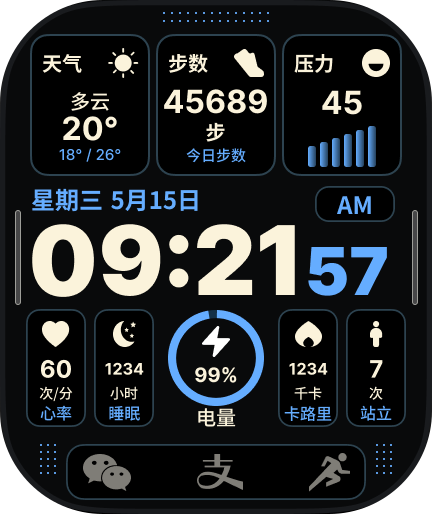 天气
步数
压力
多云
20°
18° / 26°
45689
步
今日步数
45
星期三 5月15日
AM
09:21
57
60
次/分
心率
1234
小时
睡眠
99%
电量
1234
千卡
卡路里
7
次
站立
支